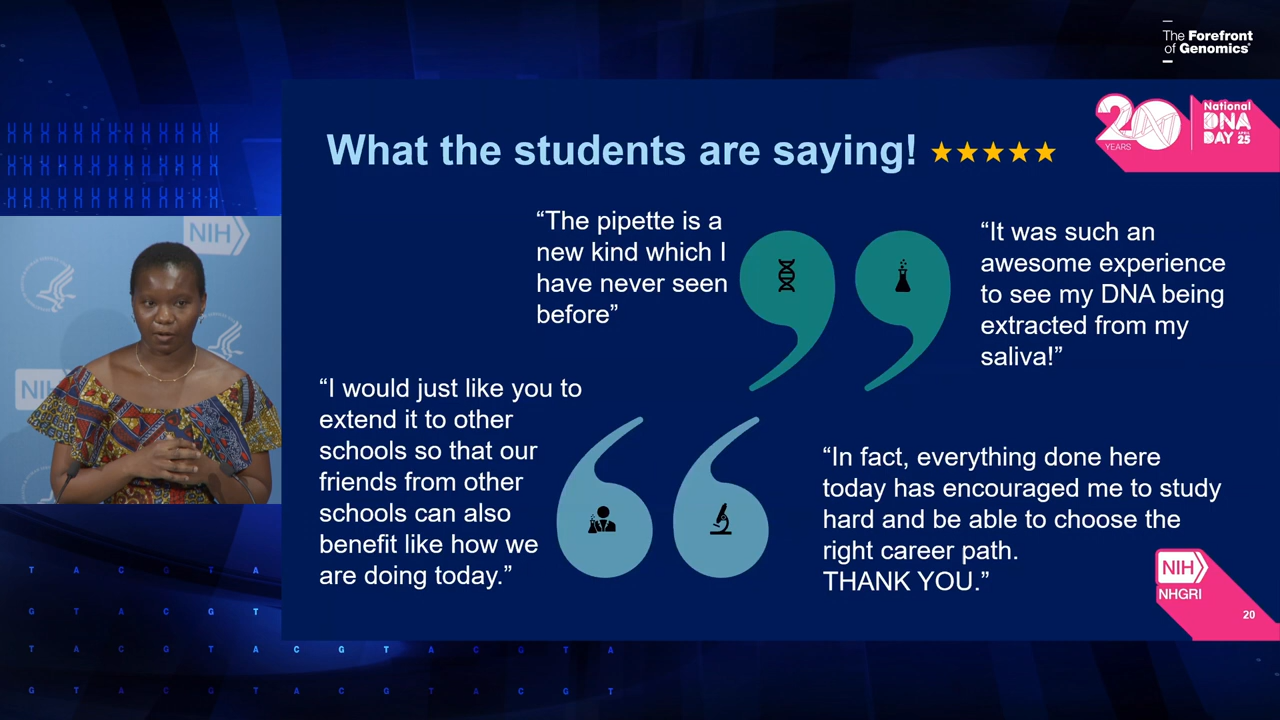 The Forefront
of Genomics®
20
YEARS
National
DNA
DAY APRIL 25
What the students are saying!
“The pipette is a
new kind which I
have never seen
before”
“It was such an
awesome experience
to see my DNA being
extracted from my
saliva!”
“I would just like you to
extend it to other
schools so that our
friends from other
schools can also
benefit like how we
are doing today.”
“In fact, everything done here
today has encouraged me to study
hard and be able to choose the
right career path.
THANK YOU.”
NIH
NHGRI
20
NIH
NIH
T A C G T A
G T A C G T
T A C G T A C G T A C G T A
G T A C G T A C G T A C G T